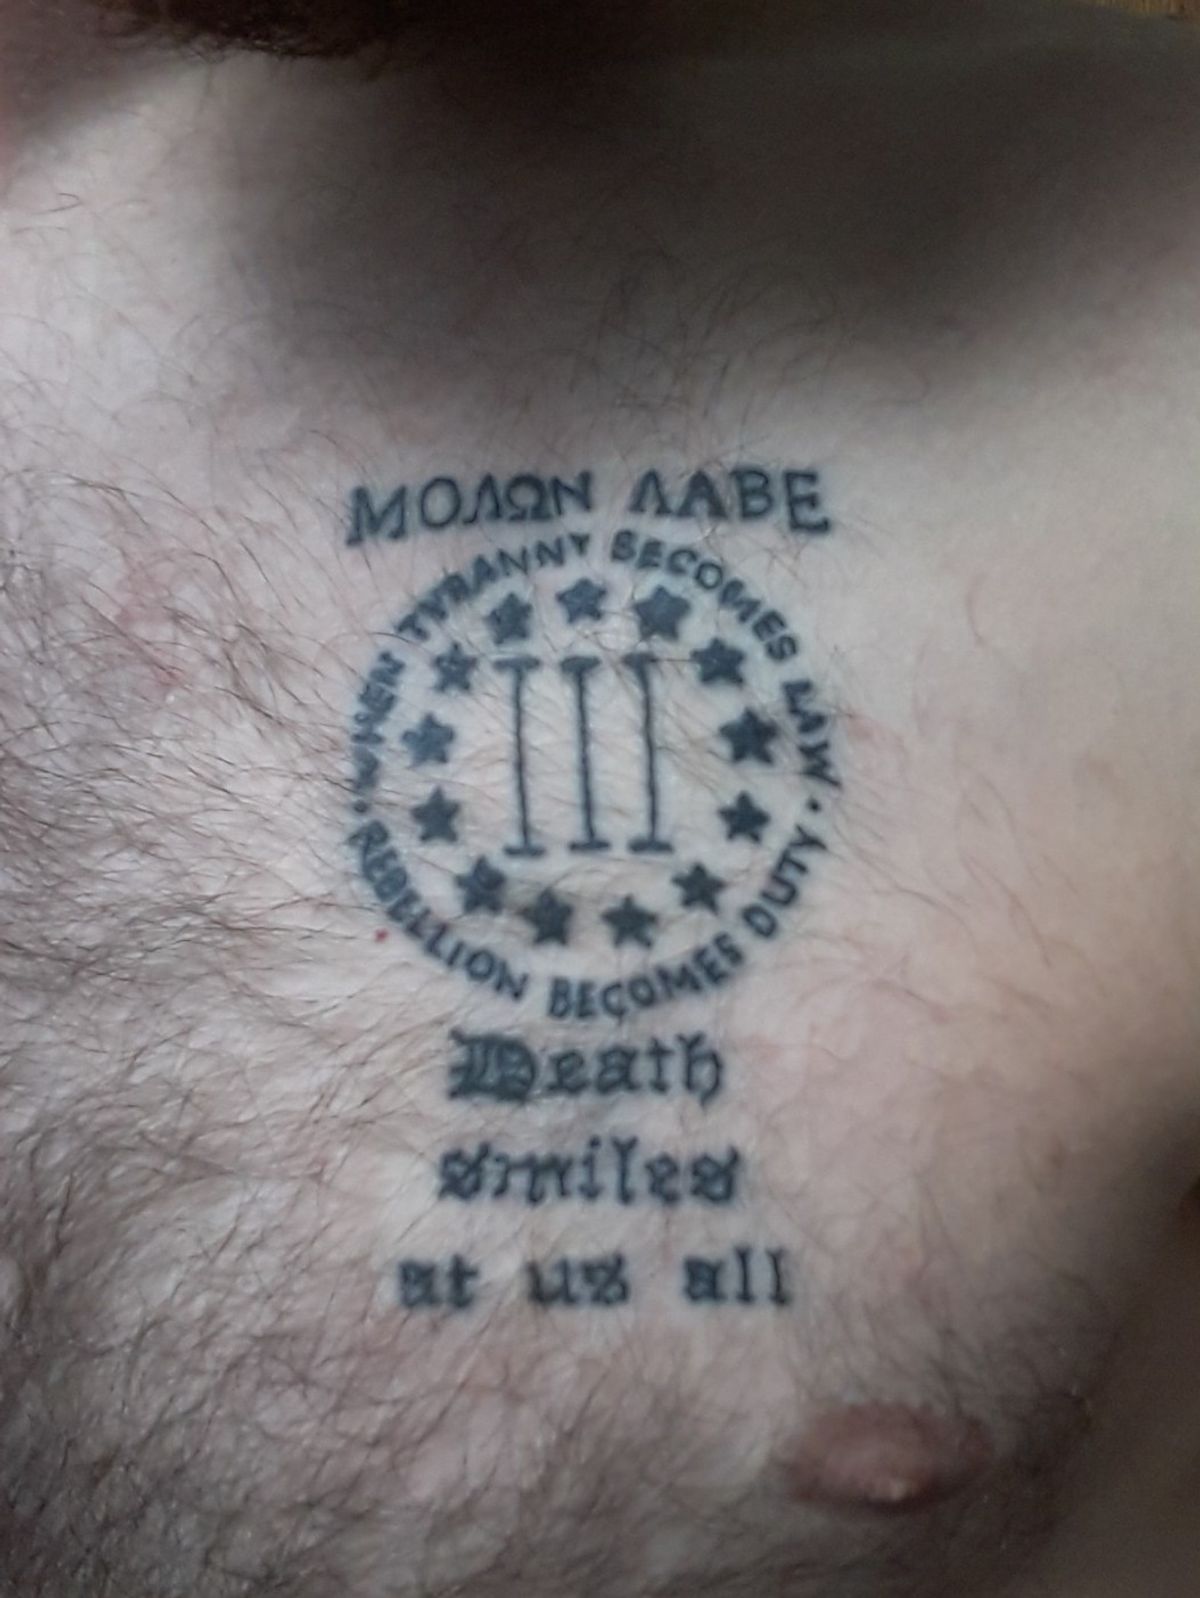 ΜΟΛΩΝ ΛΑΒΕ
WHEN TYRANNY BECOMES LAW •
REBELLION BECOMES DUTY •
III
Death
smiles
at us all